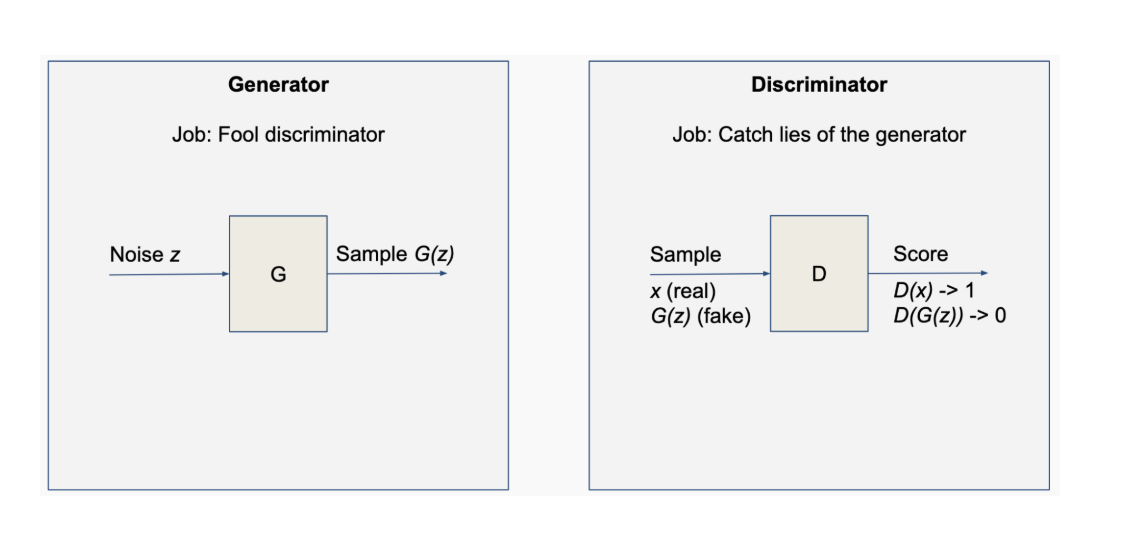 Generator
Job: Fool discriminator
Noise z
G
Sample G(z)
Discriminator
Job: Catch lies of the generator
Sample
x (real)
G(z) (fake)
D
Score
D(x) -> 1
D(G(z)) -> 0